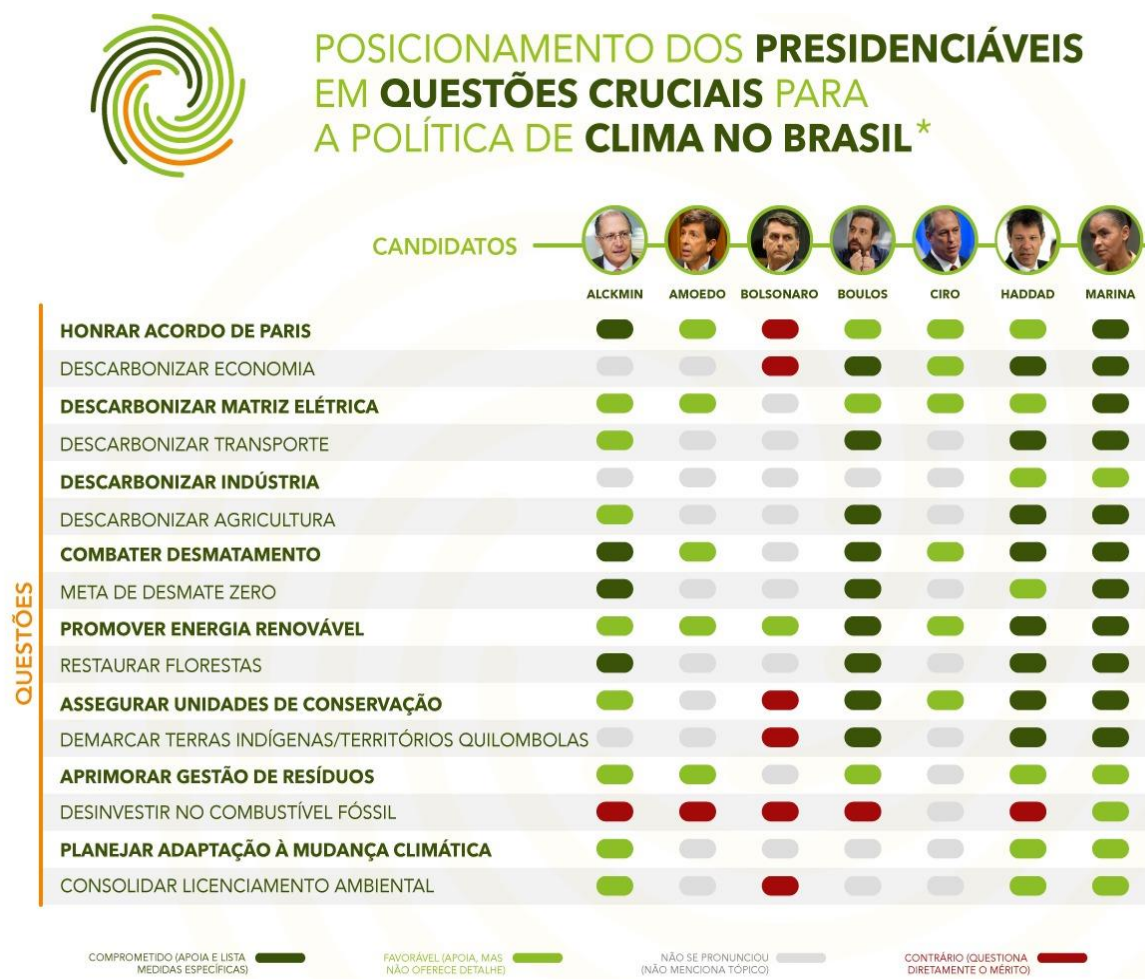 POSICIONAMENTO DOS PRESIDENCIÁVEIS
EM QUESTÕES CRUCIAIS PARA
A POLÍTICA DE CLIMA NO BRASIL*
CANDIDATOS
ALCKMIN AMOEDO BOLSONARO BOULOS CIRO HADDAD MARINA
QUESTÕES
HONRAR ACORDO DE PARIS
DESCARBONIZAR ECONOMIA
DESCARBONIZAR MATRIZ ELÉTRICA
DESCARBONIZAR TRANSPORTE
DESCARBONIZAR INDÚSTRIA
DESCARBONIZAR AGRICULTURA
COMBATER DESMATAMENTO
META DE DESMATE ZERO
PROMOVER ENERGIA RENOVÁVEL
RESTAURAR FLORESTAS
ASSEGURAR UNIDADES DE CONSERVAÇÃO
DEMARCAR TERRAS INDÍGENAS/TERRITÓRIOS QUILOMBOLAS
APRIMORAR GESTÃO DE RESÍDUOS
DESINVESTIR NO COMBUSTÍVEL FÓSSIL
PLANEJAR ADAPTAÇÃO À MUDANÇA CLIMÁTICA
CONSOLIDAR LICENCIAMENTO AMBIENTAL
COMPROMETIDO (APOIA E LISTA
MEDIDAS ESPECÍFICAS)
FAVORÁVEL (APOIA, MAS
NÃO OFERECE DETALHE)
NÃO SE PRONUNCIOU
(NÃO MENCIONA TÓPICO)
CONTRÁRIO (QUESTIONA
DIRETAMENTE O MÉRITO)